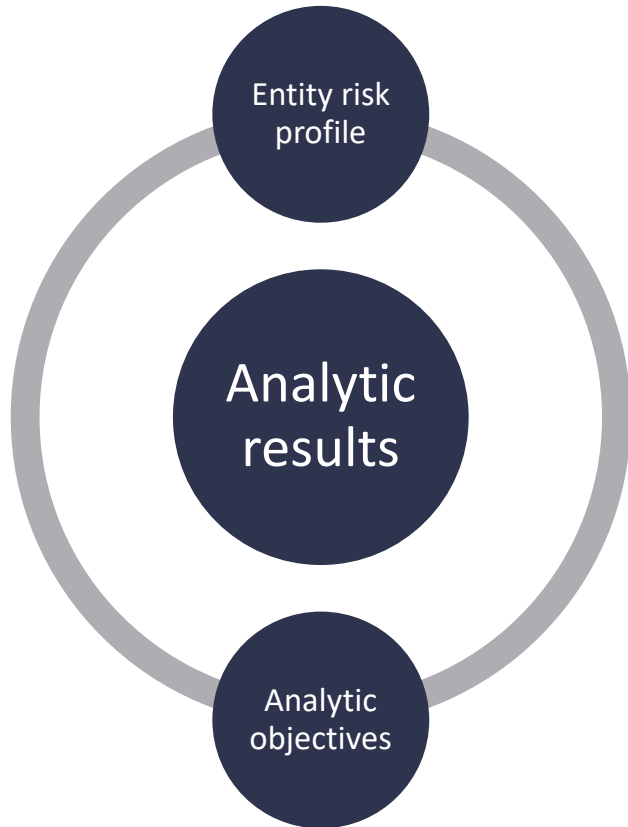 Entity risk
profile
Analytic
results
Analytic
objectives